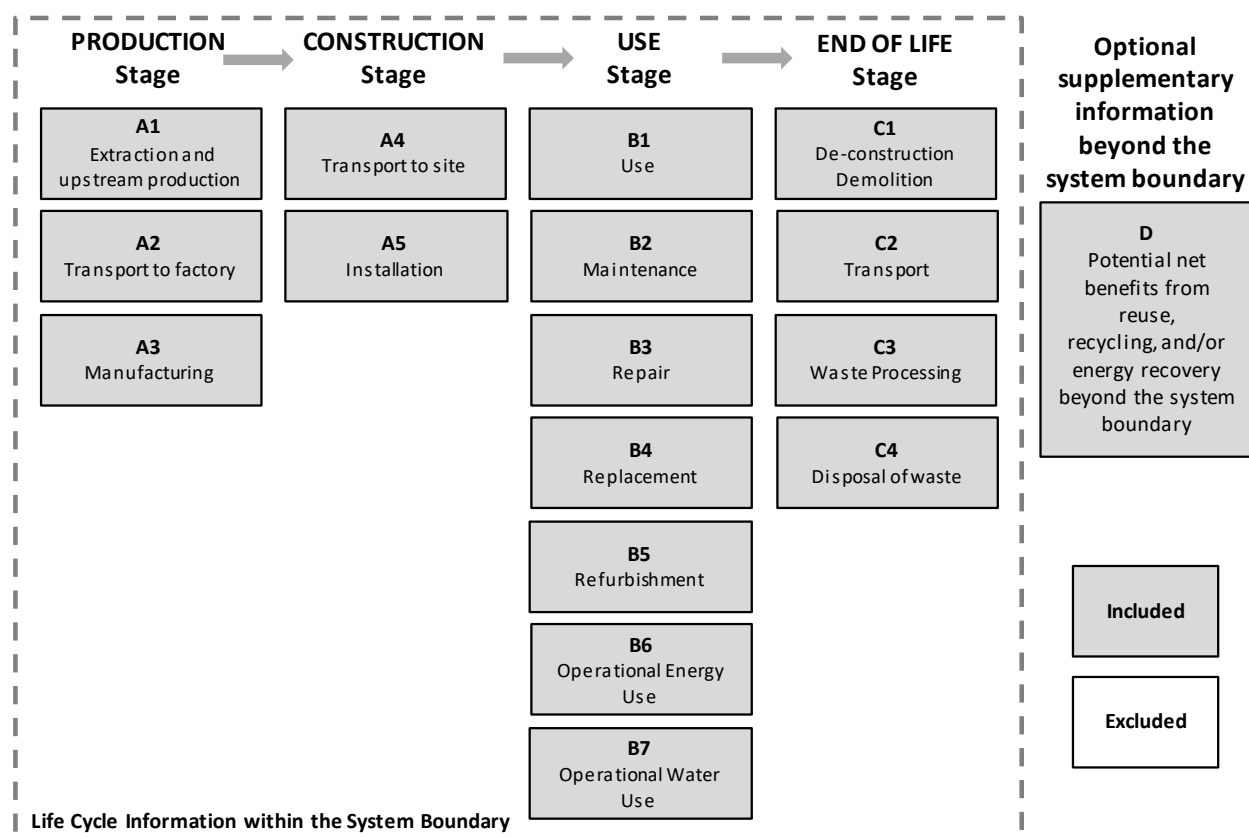 PRODUCTION
Stage
CONSTRUCTION
Stage
USE
Stage
END OF LIFE
Stage
Optional
supplementary
information
beyond the
system boundary
A1
Extraction and
upstream production
A2
Transport to factory
A3
Manufacturing
A4
Transport to site
A5
Installation
B1
Use
B2
Maintenance
B3
Repair
B4
Replacement
B5
Refurbishment
B6
Operational Energy
Use
B7
Operational Water
Use
C1
De-construction
Demolition
C2
Transport
C3
Waste Processing
C4
Disposal of waste
D
Potential net
benefits from
reuse,
recycling, and/or
energy recovery
beyond the system
boundary
Included
Excluded
Life Cycle Information within the System Boundary